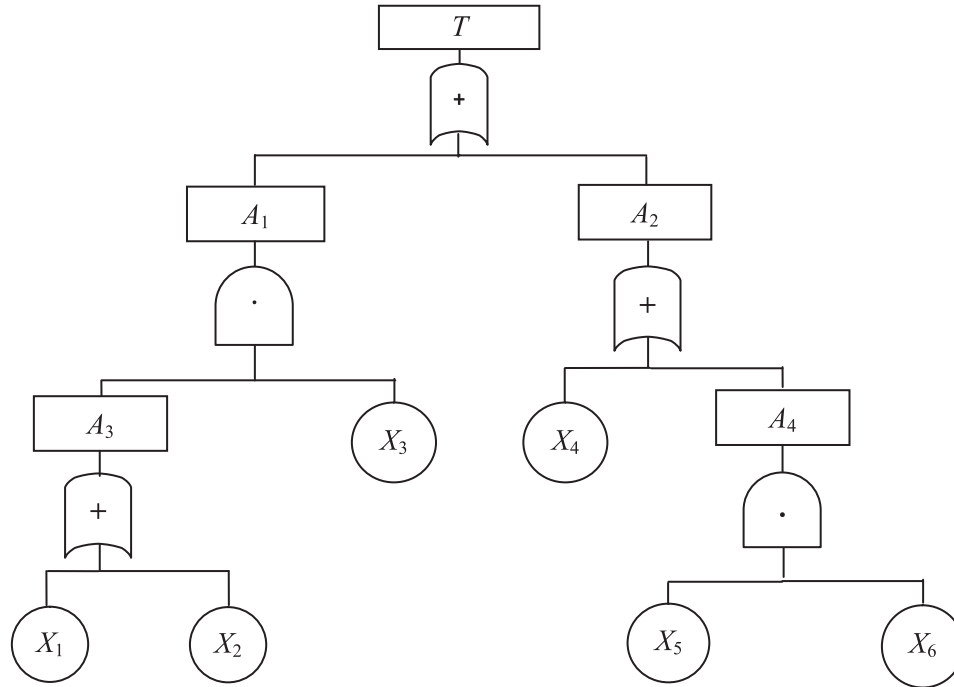 T
+
A₁
A₂
·
+
A₃
X₃
X₄
A₄
+
·
X₁
X₂
X₅
X₆